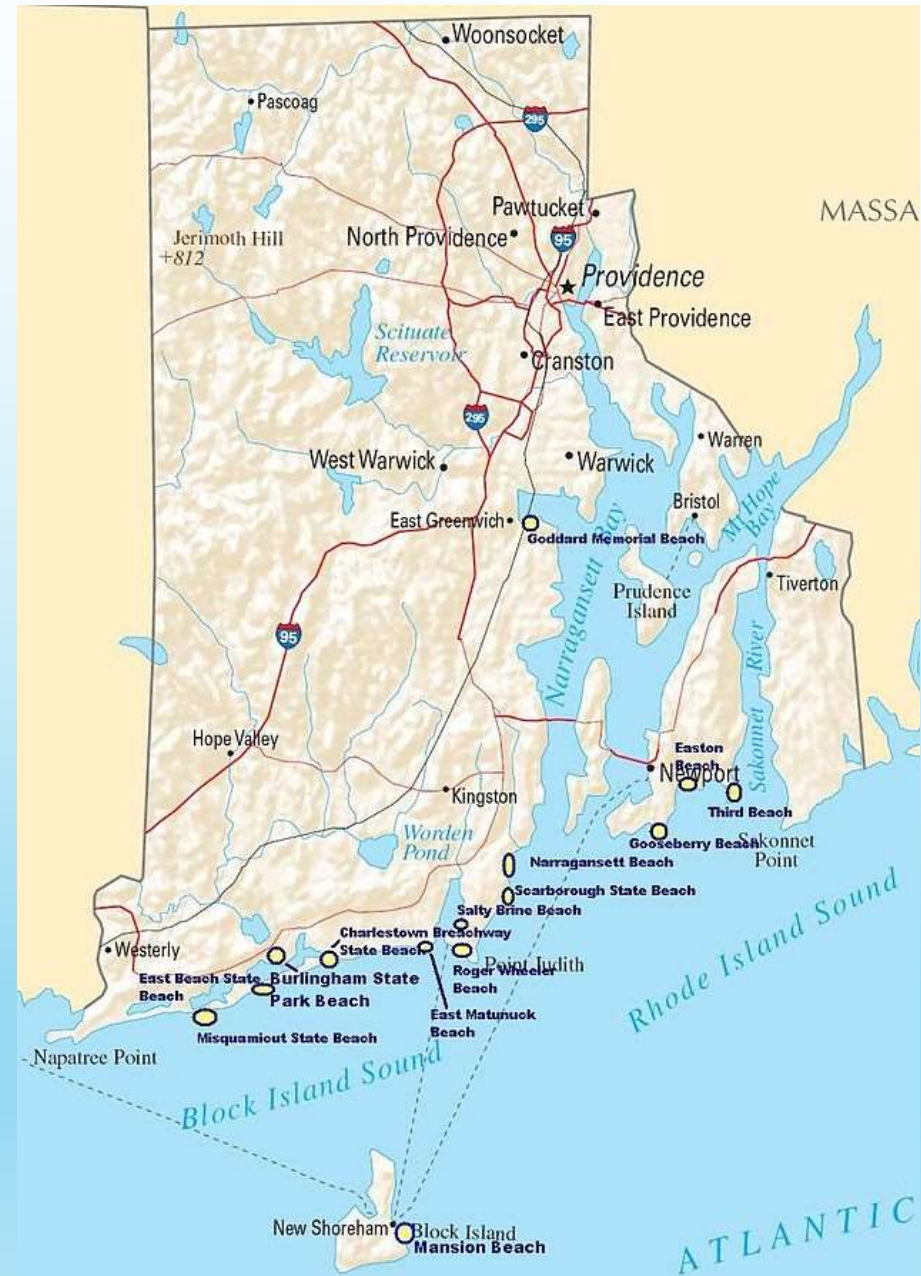 Woonsocket
Pascoag
295
MASSA
Pawtucket
North Providence
95
Jerimoth Hill
+812
Providence
East Providence
Scituate
Reservoir
Cranston
295
Warren
West Warwick
Warwick
Mt Hope
Bay
Bristol
East Greenwich
Goddard Memorial Beach
Narragansett Bay
Prudence
Island
Tiverton
95
Sakonnet River
Hope Valley
Easton
Beach
Newport
Kingston
Third Beach
Worden
Pond
Gooseberry Beach
Sakonnet
Point
Narragansett Beach
Scarborough State Beach
Salty Brine Beach
Charlestown Breachway
State Beach
Westerly
Point Judith
Roger Wheeler
Beach
East Beach State
Beach
Burlingham State
Park Beach
East Matunuck
Beach
Misquamiout State Beach
Rhode Island Sound
Napatree Point
Block Island Sound
New Shoreham
Block Island
Mansion Beach
ATLANTIC